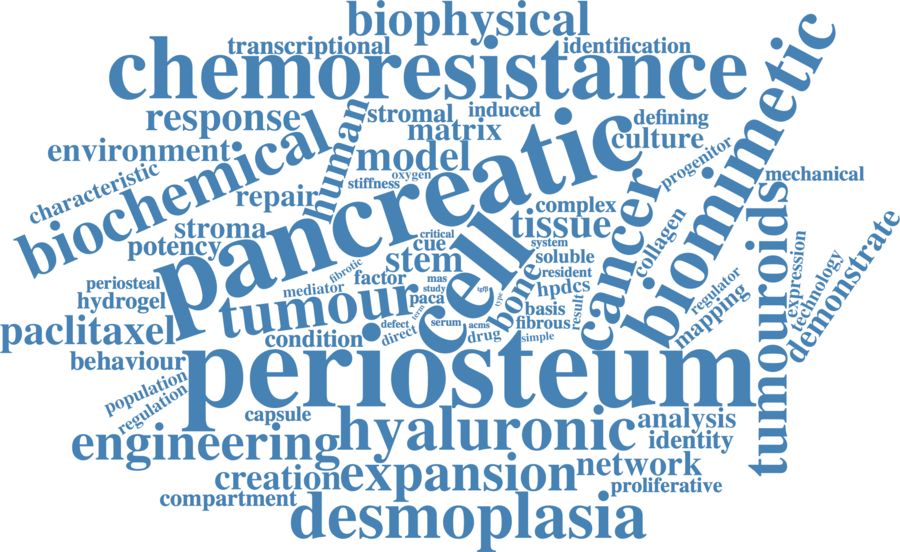 biophysical
transcriptional
identification
chemoresistance
biomimetic
response
human
stromal
induced
matrix
defining
culture
environment
biochemical
model
pancreatic
progenitor
mechanical
characteristic
repair
stiffness
oxygen
cancer
complex
tissue
collagen
tumouroids
demonstrate
stroma
potency
critical
cue
cell
system
stem
soluble
expression
technology
periosteal
hydrogel
mediator
fibrotic
factor
mas
study
tgfβ
type
bone
resident
hpdcs
regulator
mapping
tumour
paca
term
basis
result
paclitaxel
defect
direct
serum
acms
drug
fibrous
simple
condition
behaviour
periosteum
population
regulation
capsule
hyaluronic
analysis
engineering
identity
creation
expansion
network
compartment
proliferative
desmoplasia